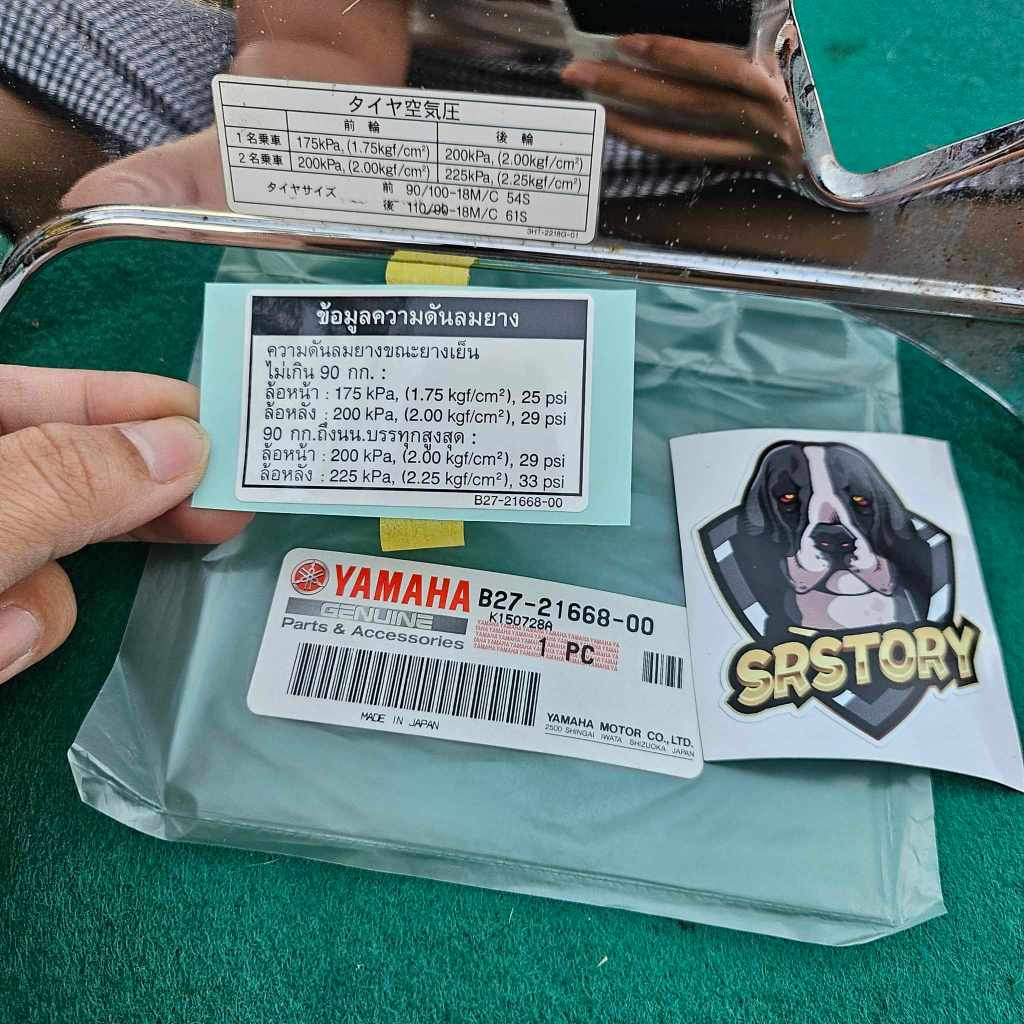 タイヤ空気圧
前 輪 後 輪
1名乗車 175kPa, (1.75kgf/cm²) 200kPa, (2.00kgf/cm²)
2名乗車 200kPa, (2.00kgf/cm²) 225kPa, (2.25kgf/cm²)
タイヤサイズ 前 90/100-18M/C 54S
後 110/90-18M/C 61S
3HT-2218G-01
ข้อมูลความดันลมยาง
ความดันลมยางขณะยางเย็น
ไม่เกิน 90 กก. :
ล้อหน้า : 175 kPa, (1.75 kgf/cm²), 25 psi
ล้อหลัง : 200 kPa, (2.00 kgf/cm²), 29 psi
90 กก.ถึงนน.บรรทุกสูงสุด :
ล้อหน้า : 200 kPa, (2.00 kgf/cm²), 29 psi
ล้อหลัง : 225 kPa, (2.25 kgf/cm²), 33 psi
B27-21668-00
YAMAHA B27-21668-00
GENUINE K150728A
Parts & Accessories 1 PC
MADE IN JAPAN
YAMAHA MOTOR CO., LTD.
2500 SHINGAI IWATA SHIZUOKA JAPAN
SRSTORY